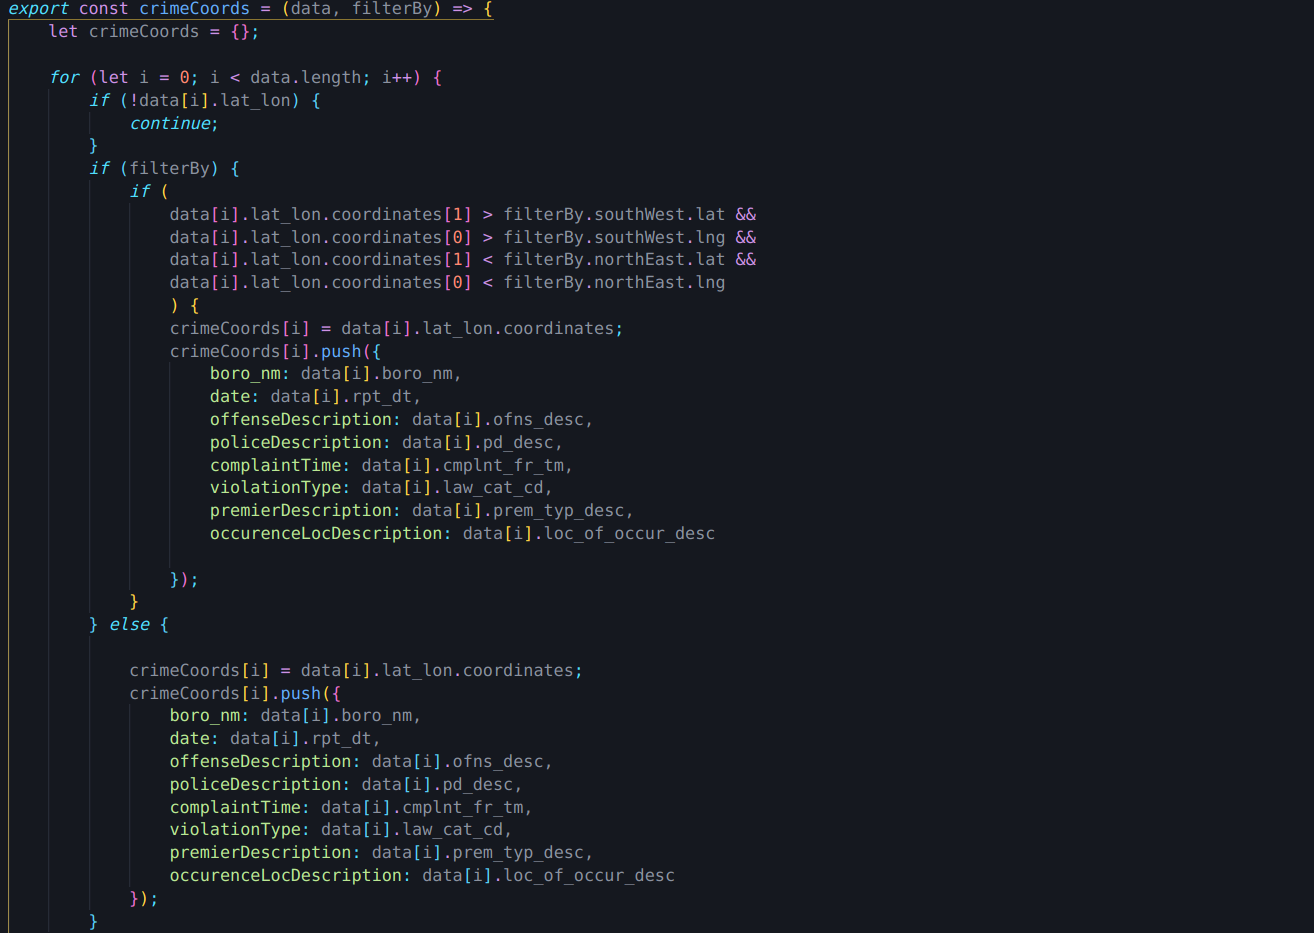 export const crimeCoords = (data, filterBy) => {
    let crimeCoords = {};

    for (let i = 0; i < data.length; i++) {
        if (!data[i].lat_lon) {
            continue;
        }
        if (filterBy) {
            if (
                data[i].lat_lon.coordinates[1] > filterBy.southWest.lat &&
                data[i].lat_lon.coordinates[0] > filterBy.southWest.lng &&
                data[i].lat_lon.coordinates[1] < filterBy.northEast.lat &&
                data[i].lat_lon.coordinates[0] < filterBy.northEast.lng
                ) {
                crimeCoords[i] = data[i].lat_lon.coordinates;
                crimeCoords[i].push({
                    boro_nm: data[i].boro_nm,
                    date: data[i].rpt_dt,
                    offenseDescription: data[i].ofns_desc,
                    policeDescription: data[i].pd_desc,
                    complaintTime: data[i].cmplnt_fr_tm,
                    violationType: data[i].law_cat_cd,
                    premierDescription: data[i].prem_typ_desc,
                    occurenceLocDescription: data[i].loc_of_occur_desc

                });
            }
        } else {

            crimeCoords[i] = data[i].lat_lon.coordinates;
            crimeCoords[i].push({
                boro_nm: data[i].boro_nm,
                date: data[i].rpt_dt,
                offenseDescription: data[i].ofns_desc,
                policeDescription: data[i].pd_desc,
                complaintTime: data[i].cmplnt_fr_tm,
                violationType: data[i].law_cat_cd,
                premierDescription: data[i].prem_typ_desc,
                occurenceLocDescription: data[i].loc_of_occur_desc
            });
        }